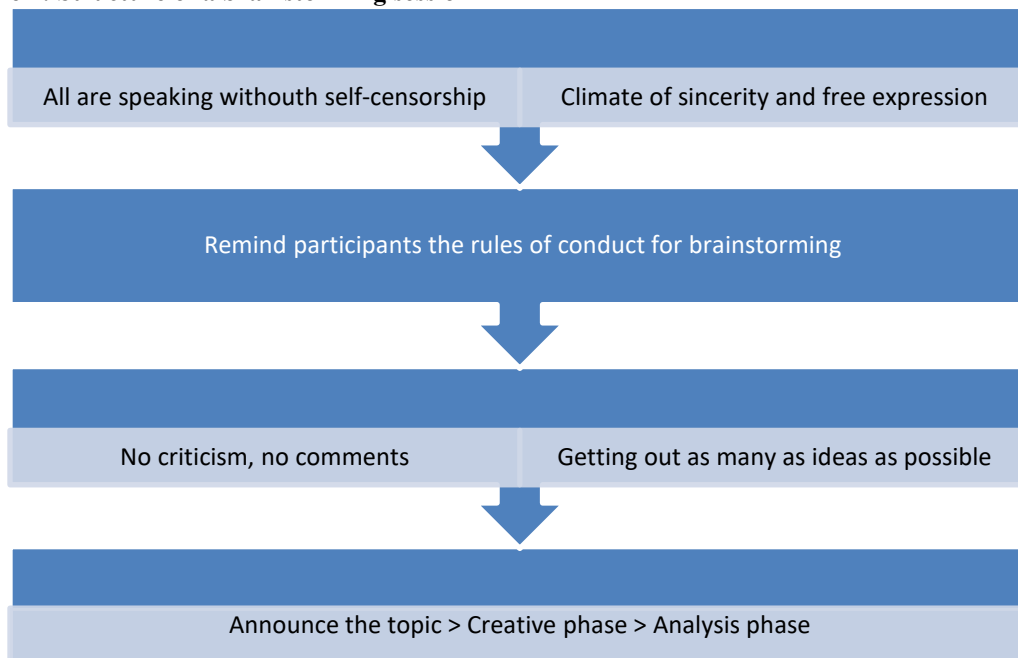 All are speaking withouth self-censorship
Climate of sincerity and free expression
Remind participants the rules of conduct for brainstorming
No criticism, no comments
Getting out as many as ideas as possible
Announce the topic > Creative phase > Analysis phase